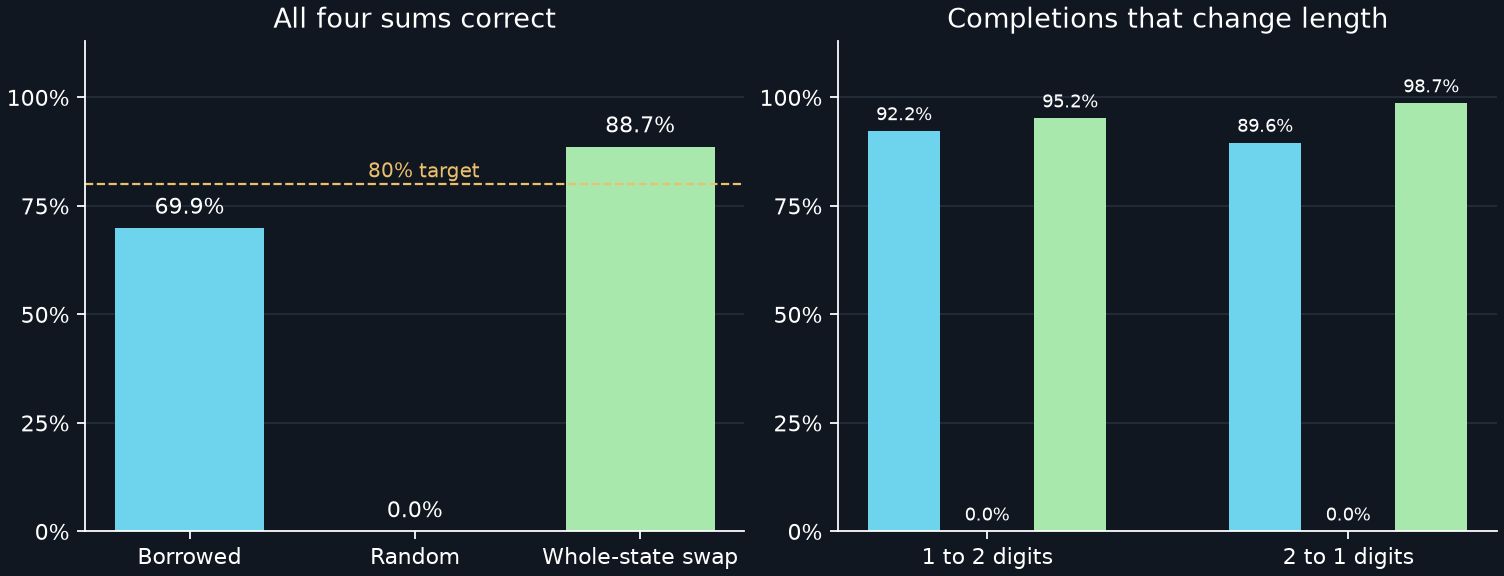 All four sums correct
100%
75%
50%
25%
0%
80% target
69.9%
0.0%
88.7%
Borrowed
Random
Whole-state swap
Completions that change length
100%
75%
50%
25%
0%
92.2%
0.0%
95.2%
89.6%
0.0%
98.7%
1 to 2 digits
2 to 1 digits